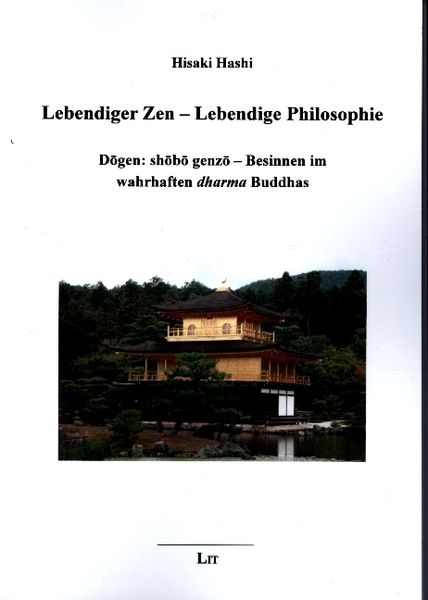 Hisaki Hashi
Lebendiger Zen – Lebendige Philosophie
Dōgen: shōbō genzō – Besinnen im
wahrhaften dharma Buddhas
LIT